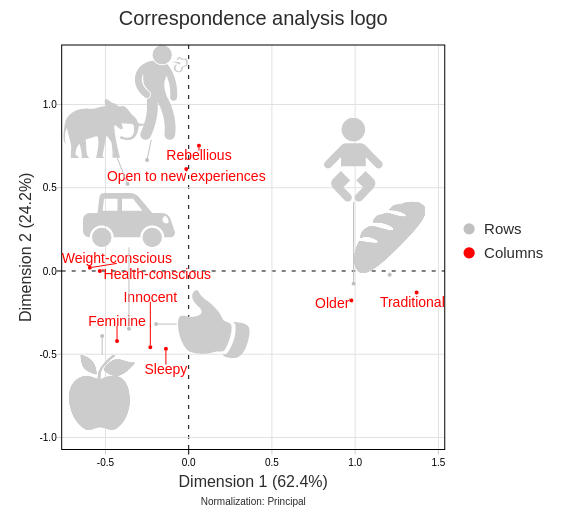 Correspondence analysis logo
Dimension 2 (24.2%)
1.0
0.5
0.0
-0.5
-1.0
Rebellious
Open to new experiences
Weight-conscious
Health-conscious
Innocent
Feminine
Sleepy
Older
Traditional
Rows
Columns
-0.5
0.0
0.5
1.0
1.5
Dimension 1 (62.4%)
Normalization: Principal